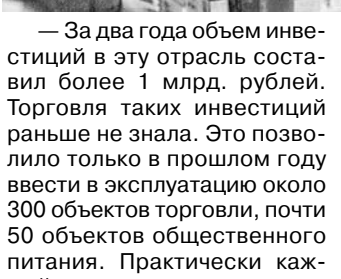 — За два года объем инве-
стиций в эту отрасль соста-
вил более 1 млрд. рублей.
Торговля таких инвестиций
раньше не знала. Это позво-
лило только в прошлом году
ввести в эксплуатацию около
300 объектов торговли, почти
50 объектов общественного
питания. Практически каж-